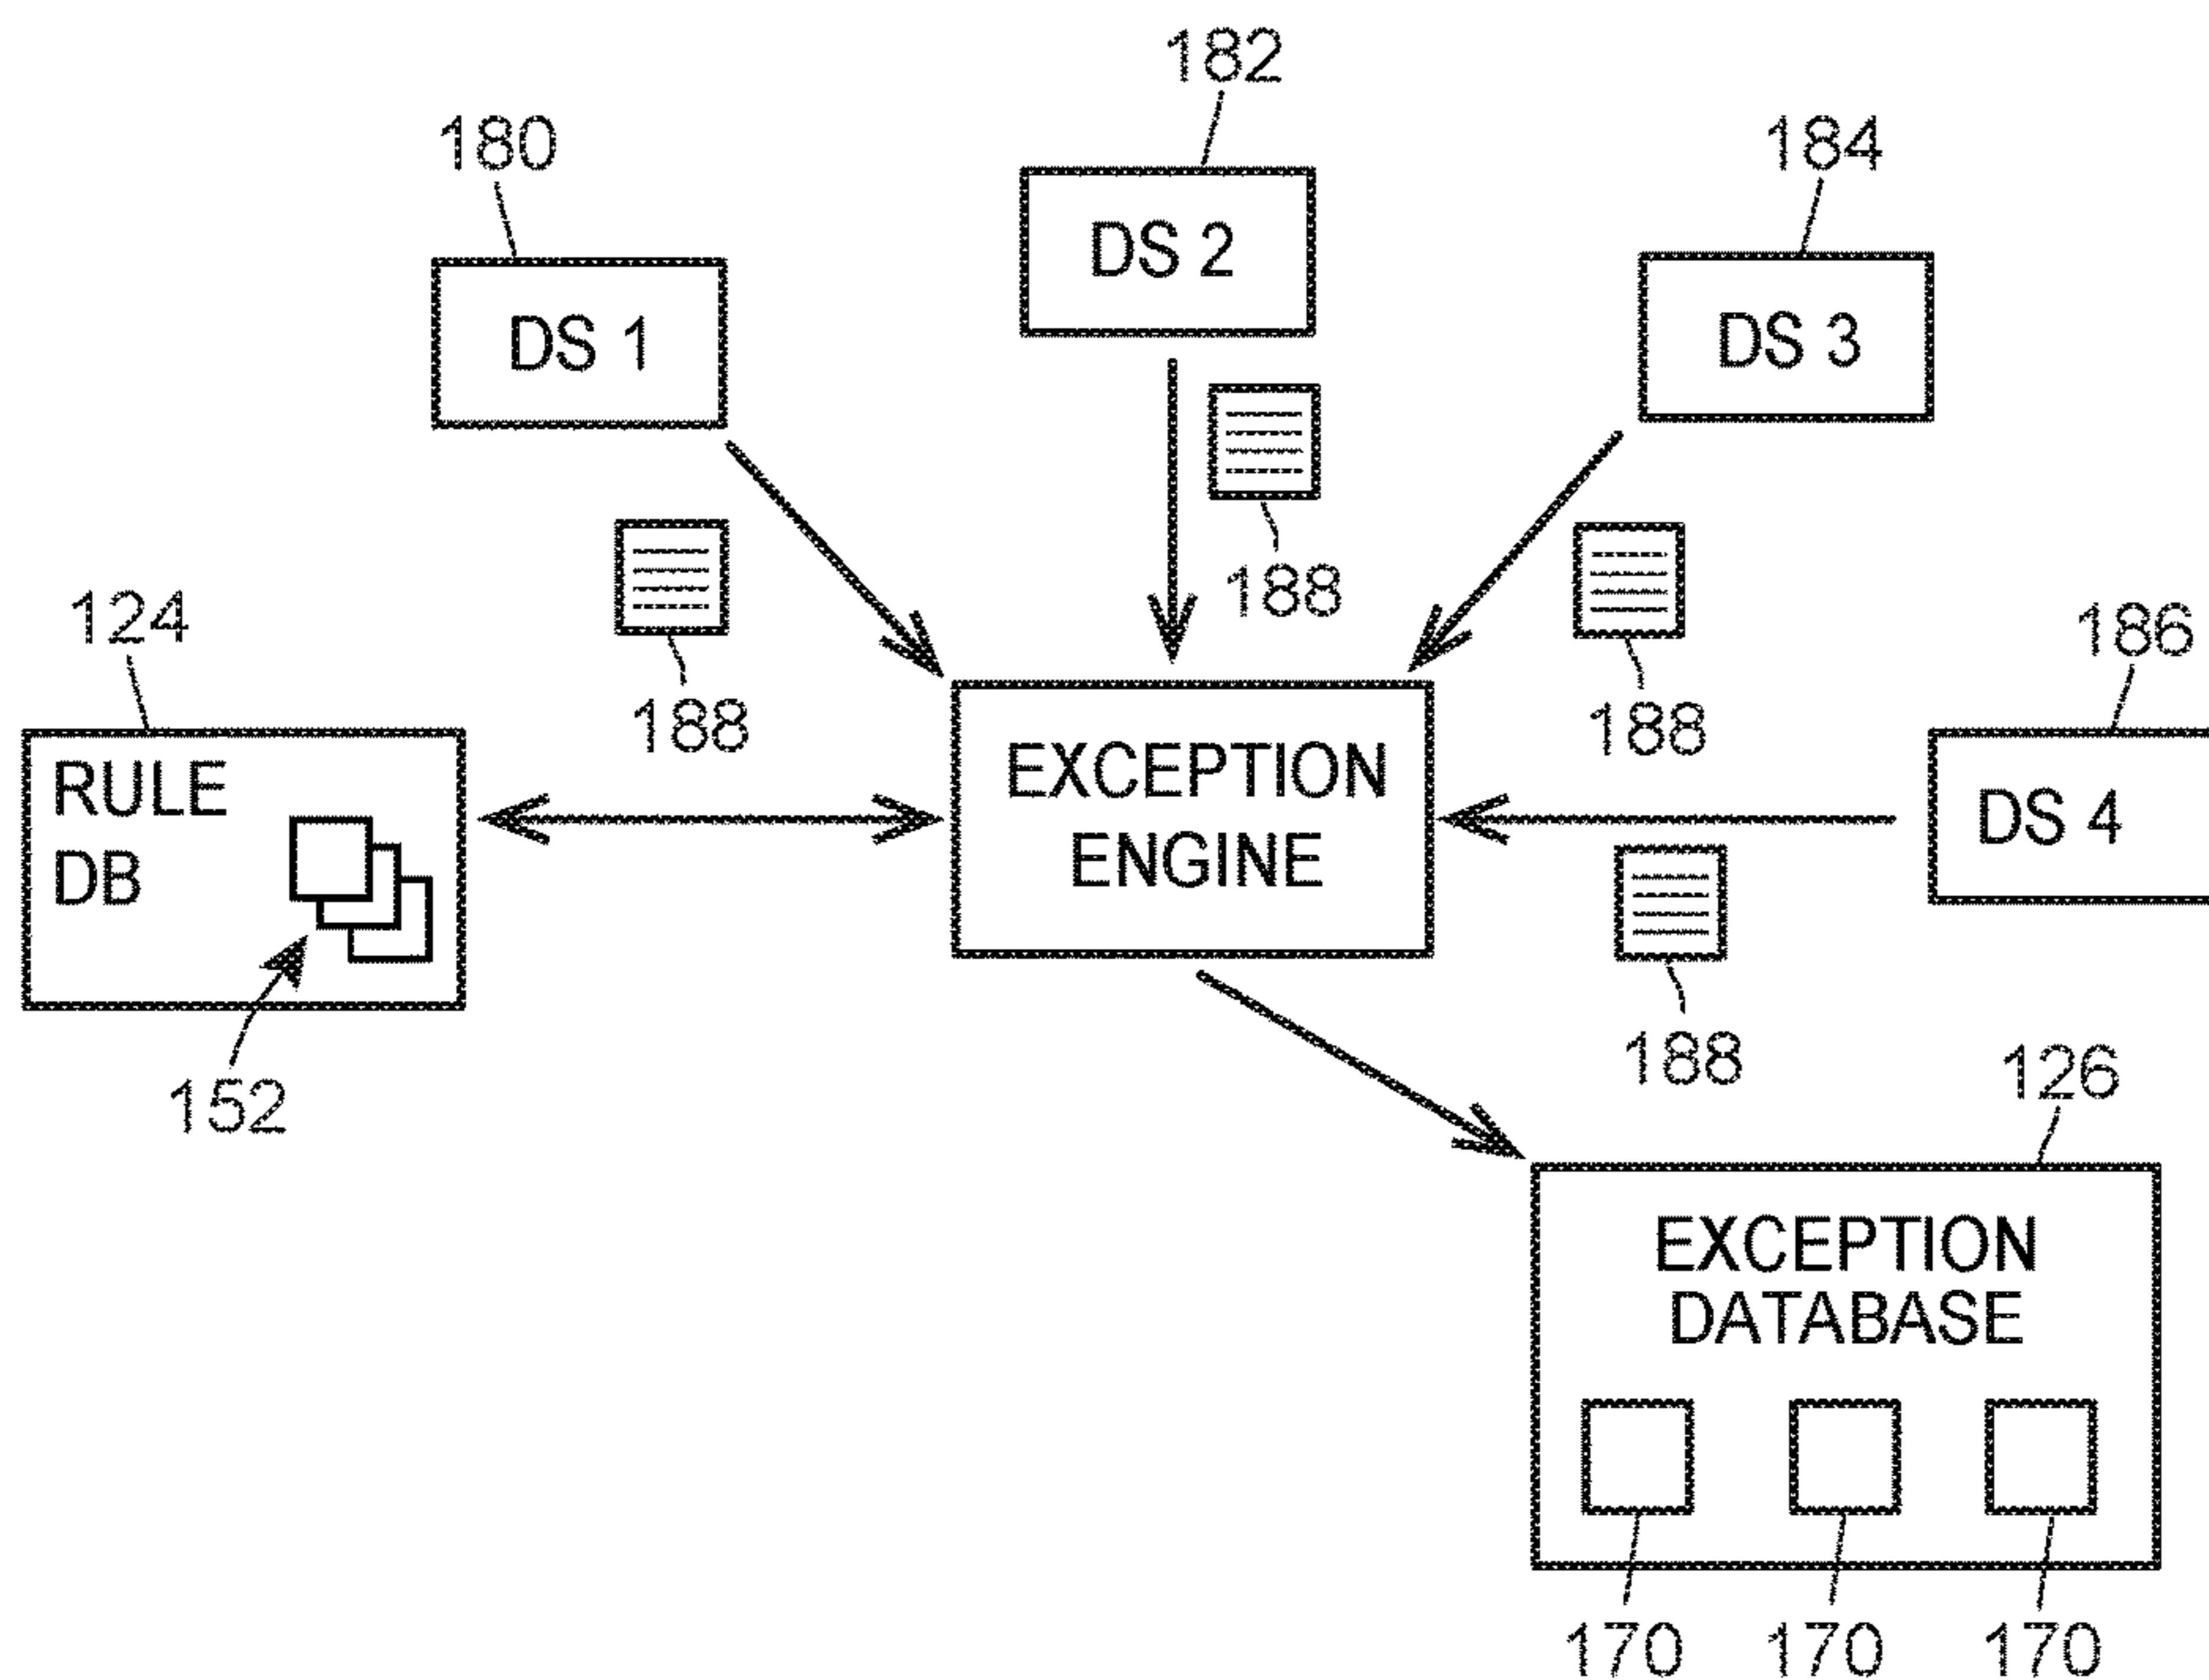 182
180
184
DS 2
DS 1
DS 3
188
124
186
188
188
RULE
DB
EXCEPTION
ENGINE
DS 4
188
152
126
EXCEPTION
DATABASE
170 170 170